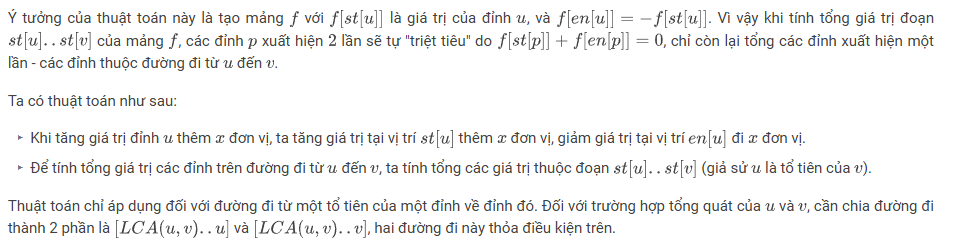 Ý tưởng của thuật toán này là tạo mảng f với f[st[u]] là giá trị của đỉnh u, và f[en[u]] = −f[st[u]]. Vì vậy khi tính tổng giá trị đoạn
st[u]..st[v] của mảng f, các đỉnh p xuất hiện 2 lần sẽ tự "triệt tiêu" do f[st[p]] + f[en[p]] = 0, chỉ còn lại tổng các đỉnh xuất hiện một
lần - các đỉnh thuộc đường đi từ u đến v.
Ta có thuật toán như sau:
‣ Khi tăng giá trị đỉnh u thêm x đơn vị, ta tăng giá trị tại vị trí st[u] thêm x đơn vị, giảm giá trị tại vị trí en[u] đi x đơn vị.
‣ Để tính tổng giá trị các đỉnh trên đường đi từ u đến v, ta tính tổng các giá trị thuộc đoạn st[u]..st[v] (giả sử u là tổ tiên của v).
Thuật toán chỉ áp dụng đối với đường đi từ một tổ tiên của một đỉnh về đỉnh đó. Đối với trường hợp tổng quát của u và v, cần chia đường đi
thành 2 phần là [LCA(u, v)..u] và [LCA(u, v)..v], hai đường đi này thỏa điều kiện trên.